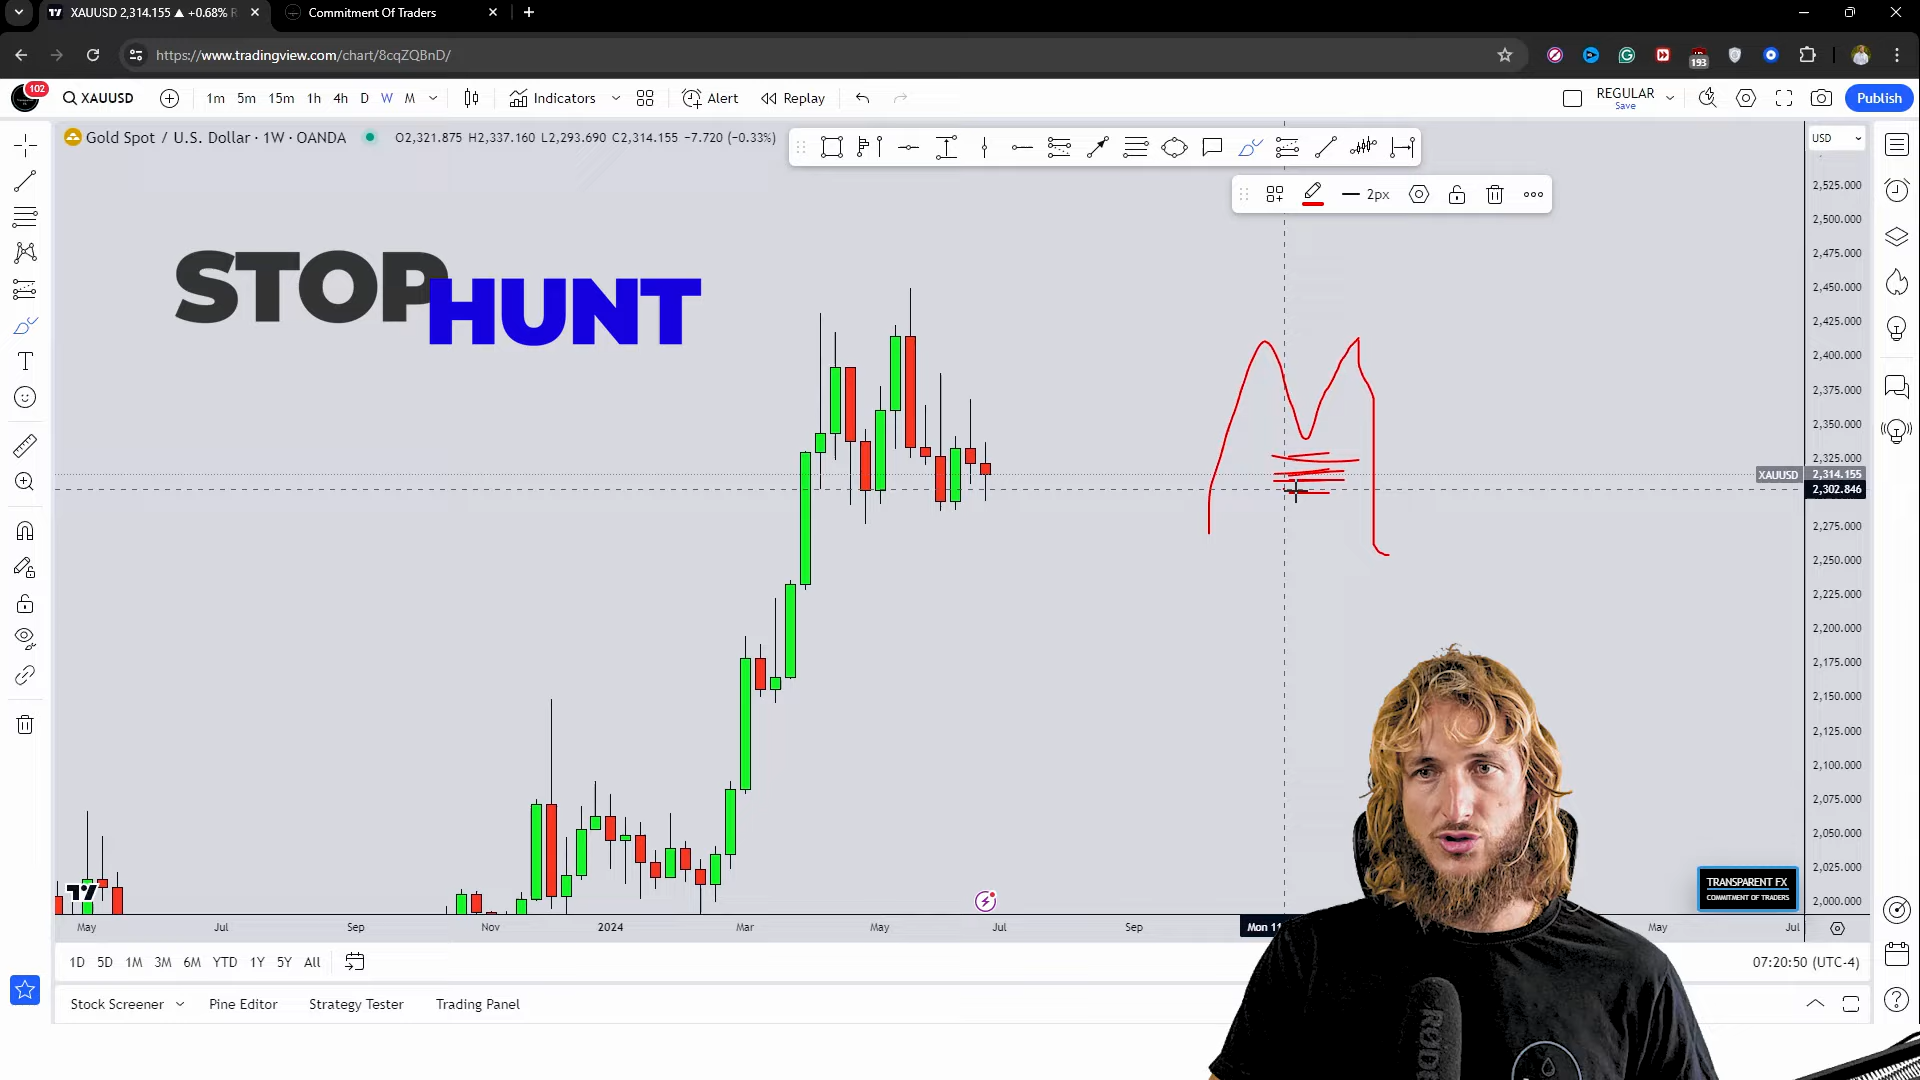 XAUUSD 2,314.155 ▲ +0.68%
Commitment Of Traders
https://www.tradingview.com/chart/8cqZQBnD/
193
102
XAUUSD
1m 5m 15m 1h 4h D W M
Indicators
Alert
Replay
REGULAR
Save
Publish
Gold Spot / U.S. Dollar · 1W · OANDA
O2,321.875 H2,337.160 L2,293.690 C2,314.155 −7.720 (−0.33%)
USD
2px
STOP
HUNT
2,525.000
2,500.000
2,475.000
2,450.000
2,425.000
2,400.000
2,375.000
2,350.000
2,325.000
XAUUSD 2,314.155
2,302.846
2,275.000
2,250.000
2,225.000
2,200.000
2,175.000
2,150.000
2,125.000
2,100.000
2,075.000
2,050.000
2,025.000
2,000.000
TRANSPARENT FX
COMMITMENT OF TRADERS
May Jul Sep Nov 2024 Mar May Jul Sep Mon 11 May Jul
1D 5D 1M 3M 6M YTD 1Y 5Y All
07:20:50 (UTC-4)
Stock Screener Pine Editor Strategy Tester Trading Panel